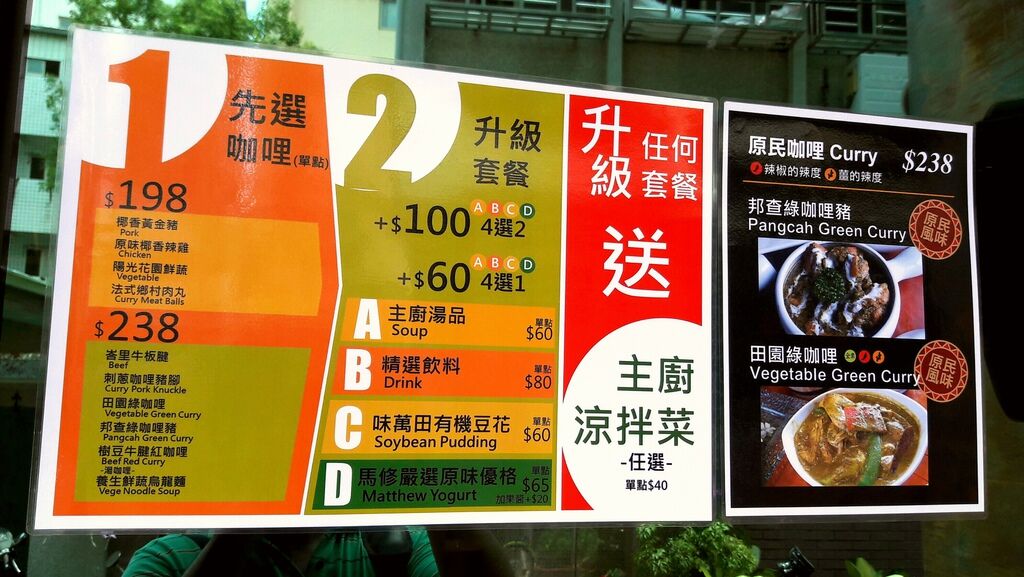 1
先選
咖哩(單點)
$198
椰香黃金豬
Pork
原味椰香辣雞
Chicken
陽光花園鮮蔬
Vegetable
法式鄉村肉丸
Curry Meat Balls
$238
峇里牛板腱
Beef
刺蔥咖哩豬腳
Curry Pork Knuckle
田園綠咖哩
Vegetable Green Curry
邦查綠咖哩豬
Pangcah Green Curry
樹豆牛腱紅咖哩
Beef Red Curry
-湯咖哩-
養生鮮蔬烏龍麵
Vege Noodle Soup
2
升級
套餐
+$100 ABCD 4選2
+$60 ABCD 4選1
A 主廚湯品 單點
Soup $60
B 精選飲料 單點
Drink $80
C 味萬田有機豆花 單點
Soybean Pudding $60
D 馬修嚴選原味優格 單點
Matthew Yogurt $65
加果醬+$20
升級
任何
套餐
送
主廚
涼拌菜
-任選-
單點$40
原民咖哩 Curry $238
辣椒的辣度 薑的辣度
邦查綠咖哩豬
Pangcah Green Curry
原民
風味
田園綠咖哩
Vegetable Green Curry
原民
風味